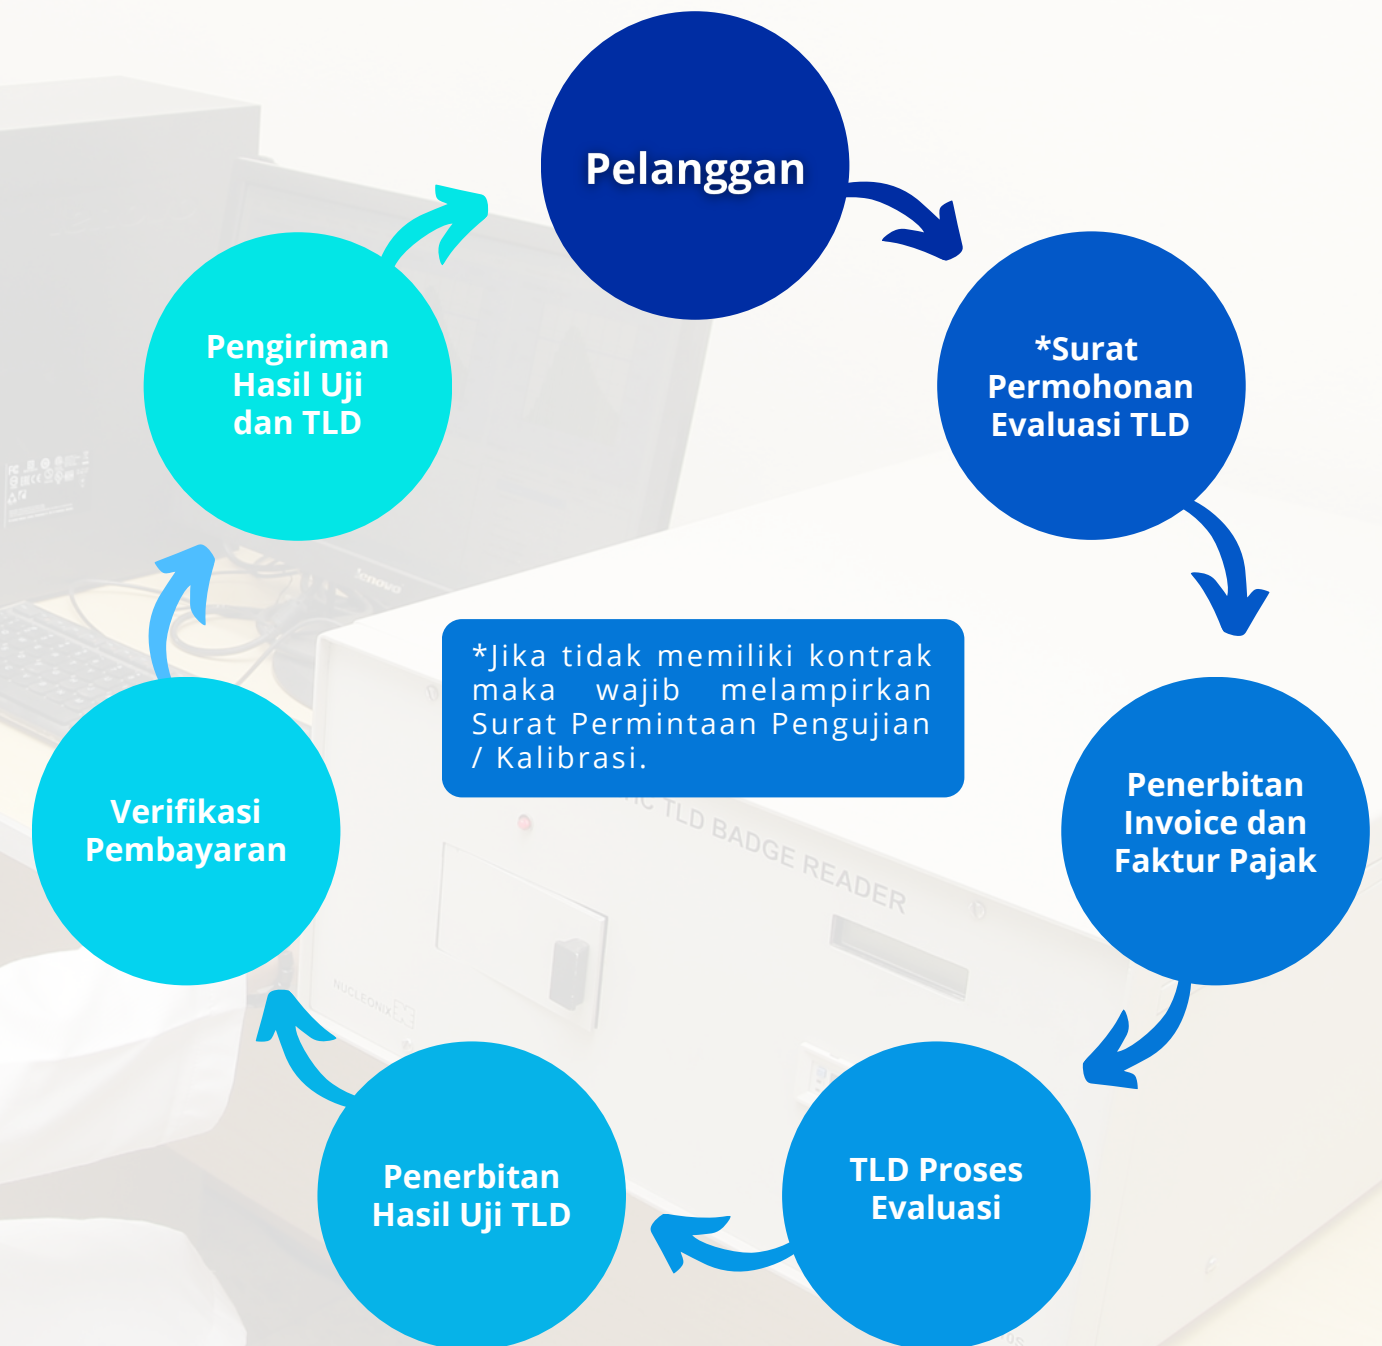 Pelanggan
*Surat
Permohonan
Evaluasi TLD
Penerbitan
Invoice dan
Faktur Pajak
TLD Proses
Evaluasi
Penerbitan
Hasil Uji TLD
Verifikasi
Pembayaran
Pengiriman
Hasil Uji
dan TLD
*Jika tidak memiliki kontrak
maka wajib melampirkan
Surat Permintaan Pengujian
/ Kalibrasi.
TLD BADGE READER
NUCLEONIX
lenovo